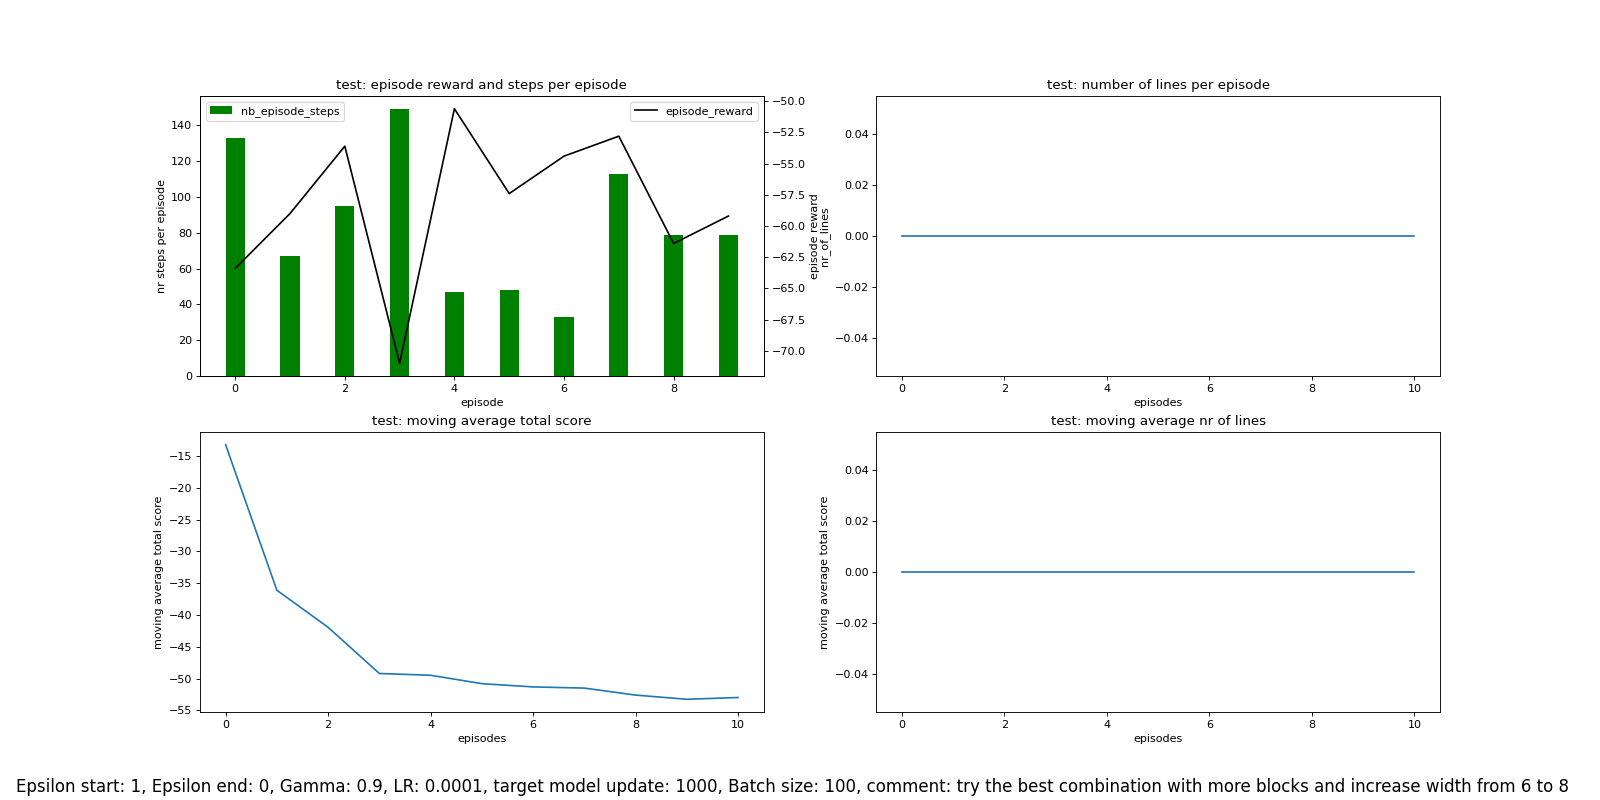 test: episode reward and steps per episode
nb_episode_steps
episode_reward
140
120
100
80
60
40
20
0
nr steps per episode
−50.0
−52.5
−55.0
−57.5
−60.0
−62.5
−65.0
−67.5
−70.0
episode reward
0 2 4 6 8
episode
test: number of lines per episode
0.04
0.02
0.00
−0.02
−0.04
nr_of_lines
0 2 4 6 8 10
episodes
test: moving average total score
−15
−20
−25
−30
−35
−40
−45
−50
−55
moving average total score
0 2 4 6 8 10
episodes
test: moving average nr of lines
0.04
0.02
0.00
−0.02
−0.04
moving average total score
0 2 4 6 8 10
episodes
Epsilon start: 1, Epsilon end: 0, Gamma: 0.9, LR: 0.0001, target model update: 1000, Batch size: 100, comment: try the best combination with more blocks and increase width from 6 to 8